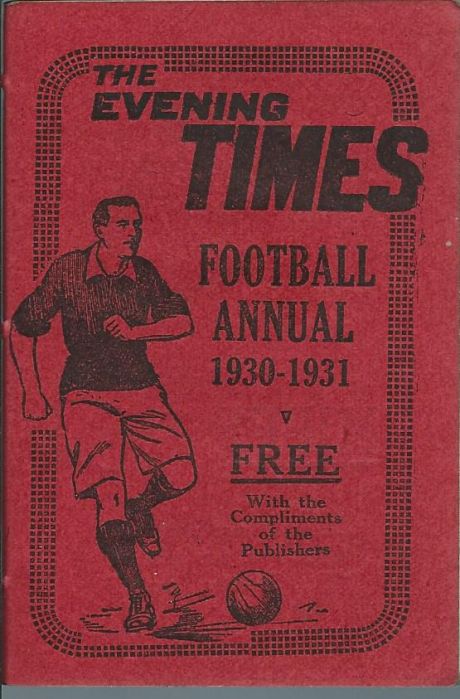 THE
EVENING
TIMES
FOOTBALL
ANNUAL
1930-1931
FREE
With the
Compliments
of the
Publishers